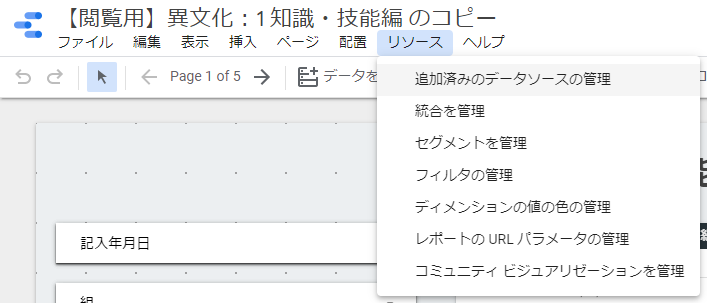 【閲覧用】異文化：1 知識・技能編 のコピー
ファイル 編集 表示 挿入 ページ 配置 リソース ヘルプ
Page 1 of 5 データを
追加済みのデータソースの管理
統合を管理
セグメントを管理
フィルタの管理
ディメンションの値の色の管理
レポートの URL パラメータの管理
コミュニティ ビジュアリゼーションを管理
記入年月日